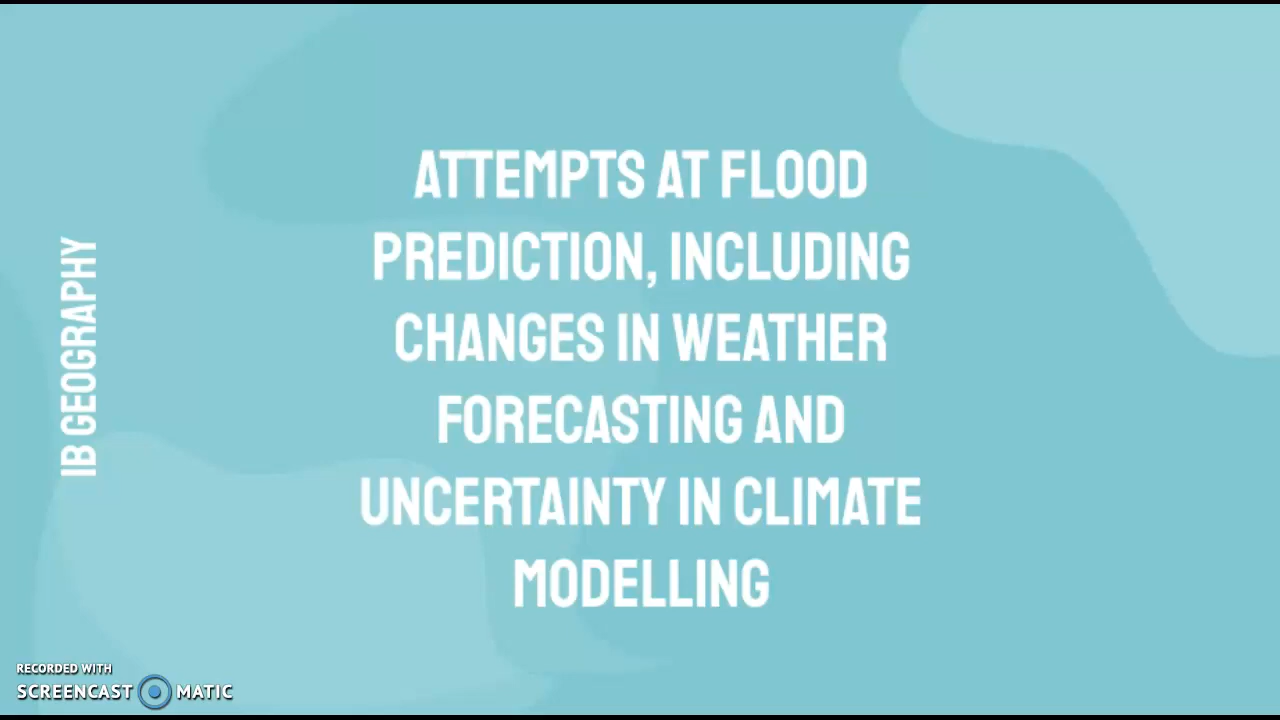 ATTEMPTS AT FLOOD
PREDICTION, INCLUDING
CHANGES IN WEATHER
FORECASTING AND
UNCERTAINTY IN CLIMATE
MODELLING
IB GEOGRAPHY
RECORDED WITH
SCREENCAST MATIC